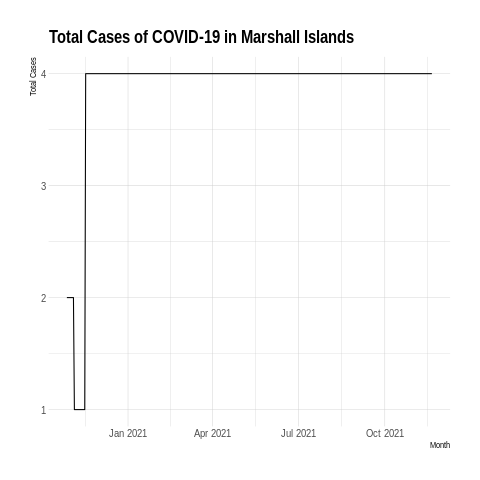 Total Cases of COVID-19 in Marshall Islands
Total Cases
4
3
2
1
Jan 2021 Apr 2021 Jul 2021 Oct 2021
Month